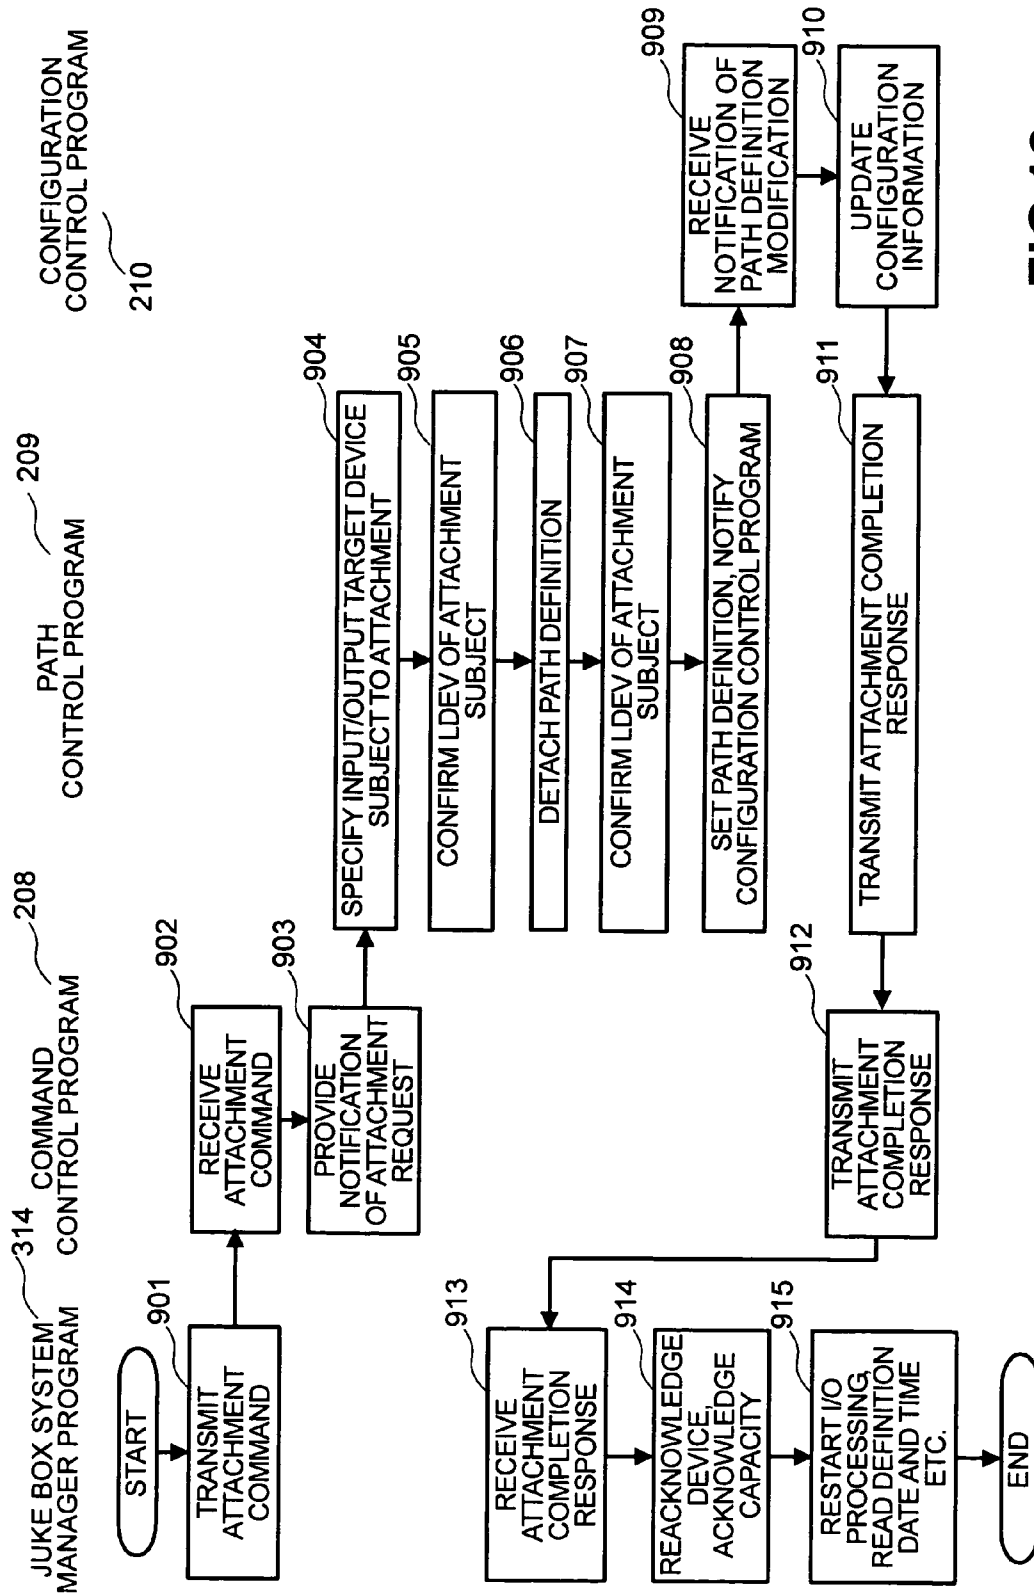 JUKE BOX SYSTEM
MANAGER PROGRAM
314
COMMAND
CONTROL PROGRAM
208
PATH
CONTROL PROGRAM
209
CONFIGURATION
CONTROL PROGRAM
210
START
901
TRANSMIT
ATTACHMENT
COMMAND
902
RECEIVE
ATTACHMENT
COMMAND
903
PROVIDE
NOTIFICATION
OF ATTACHMENT
REQUEST
904
SPECIFY INPUT/OUTPUT TARGET DEVICE
SUBJECT TO ATTACHMENT
905
CONFIRM LDEV OF ATTACHMENT
SUBJECT
906
DETACH PATH DEFINITION
907
CONFIRM LDEV OF ATTACHMENT
SUBJECT
908
SET PATH DEFINITION, NOTIFY
CONFIGURATION CONTROL PROGRAM
909
RECEIVE
NOTIFICATION OF
PATH DEFINITION
MODIFICATION
910
UPDATE
CONFIGURATION
INFORMATION
911
TRANSMIT ATTACHMENT COMPLETION
RESPONSE
912
TRANSMIT
ATTACHMENT
COMPLETION
RESPONSE
913
RECEIVE
ATTACHMENT
COMPLETION
RESPONSE
914
REACKNOWLEDGE
DEVICE,
ACKNOWLEDGE
CAPACITY
915
RESTART I/O
PROCESSING,
READ DEFINITION
DATE AND TIME
ETC.
END